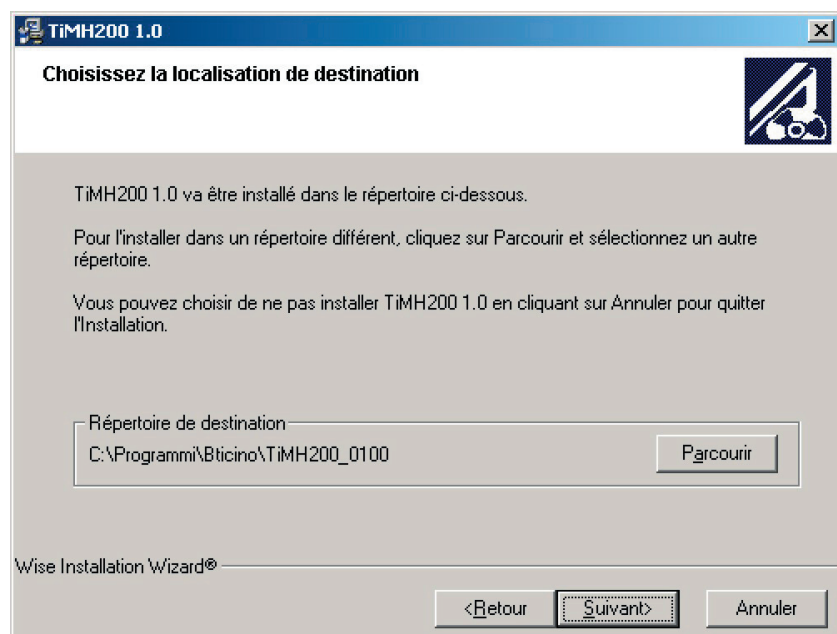 TiMH200 1.0
Choisissez la localisation de destination
TiMH200 1.0 va être installé dans le répertoire ci-dessous.
Pour l'installer dans un répertoire différent, cliquez sur Parcourir et sélectionnez un autre
répertoire.
Vous pouvez choisir de ne pas installer TiMH200 1.0 en cliquant sur Annuler pour quitter
l'Installation.
Répertoire de destination
C:\Programmi\Bticino\TiMH200_0100
Parcourir
Wise Installation Wizard®
<Retour
Suivant>
Annuler